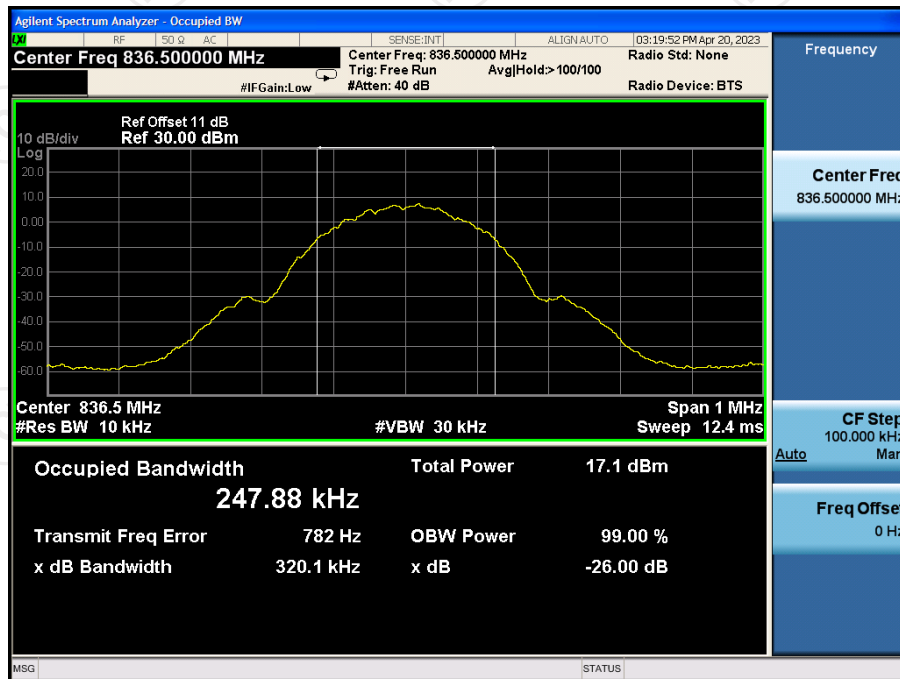 Agilent Spectrum Analyzer - Occupied BW
LXI RF 50 Ω AC SENSE:INT ALIGN AUTO 03:19:52 PM Apr 20, 2023
Center Freq 836.500000 MHz
Center Freq: 836.500000 MHz Radio Std: None
Trig: Free Run Avg|Hold:> 100/100
#IFGain:Low #Atten: 40 dB Radio Device: BTS
Frequency
Ref Offset 11 dB
10 dB/div Ref 30.00 dBm
Log
20.0
10.0
0.00
-10.0
-20.0
-30.0
-40.0
-50.0
-60.0
Center 836.5 MHz Span 1 MHz
#Res BW 10 kHz #VBW 30 kHz Sweep 12.4 ms
Occupied Bandwidth Total Power 17.1 dBm
247.88 kHz
Transmit Freq Error 782 Hz OBW Power 99.00 %
x dB Bandwidth 320.1 kHz x dB -26.00 dB
Center Freq
836.500000 MHz
CF Step
100.000 kHz
Auto Man
Freq Offset
0 Hz
MSG STATUS